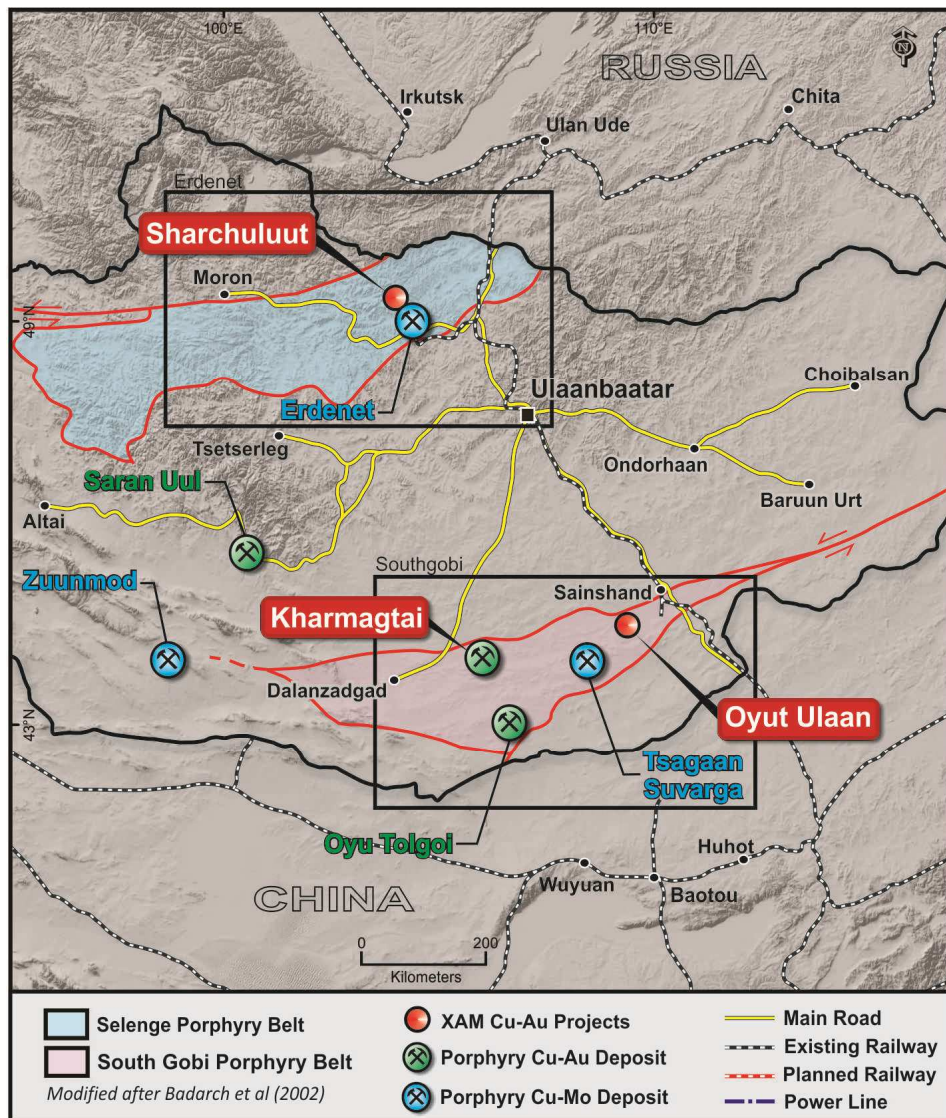 100°E
110°E
N
RUSSIA
Irkutsk
Chita
Ulan Ude
Erdenet
Sharchuluut
Moron
49°N
Choibalsan
Ulaanbaatar
Erdenet
Tsetserleg
Ondorhaan
Saran Uul
Baruun Urt
Altai
Southgobi
Zuunmod
Sainshand
Kharmagtai
Dalanzadgad
Oyut Ulaan
43°N
Tsagaan
Suvarga
Oyu Tolgoi
Huhot
Wuyuan
Baotou
CHINA
0 200
Kilometers
Selenge Porphyry Belt
South Gobi Porphyry Belt
Modified after Badarch et al (2002)
XAM Cu-Au Projects
Porphyry Cu-Au Deposit
Porphyry Cu-Mo Deposit
Main Road
Existing Railway
Planned Railway
Power Line